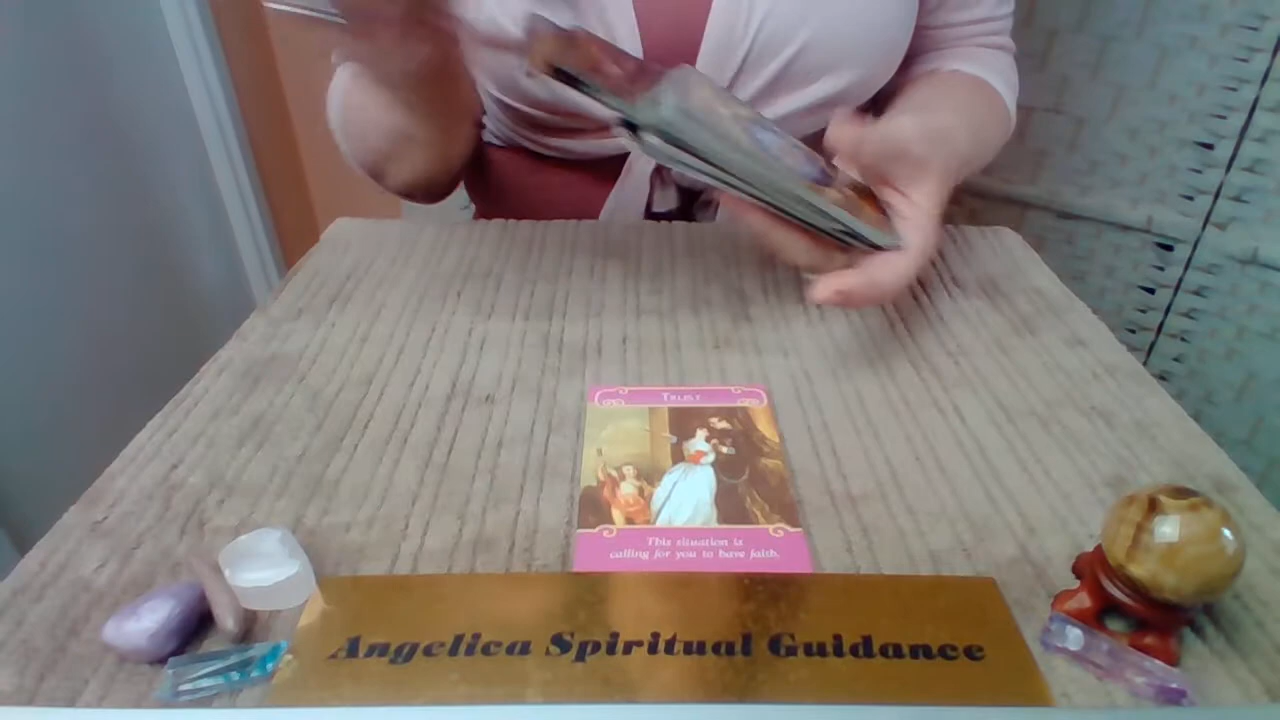 Trust
This situation is
calling for you to have faith.
Angelica Spiritual Guidance